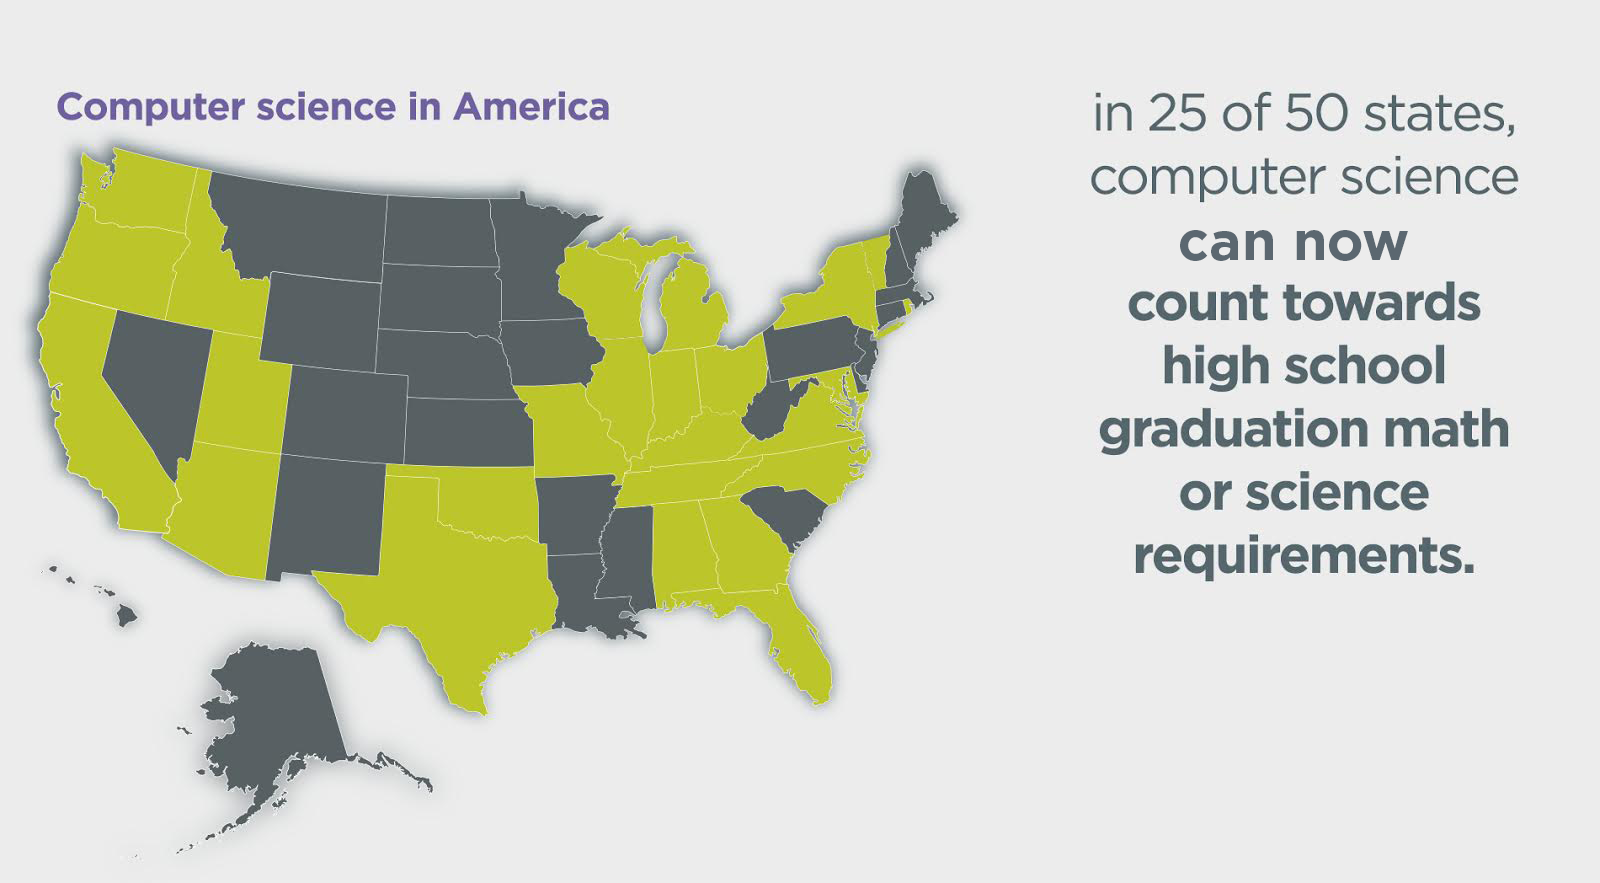 Computer science in America
in 25 of 50 states,
computer science
can now
count towards
high school
graduation math
or science
requirements.